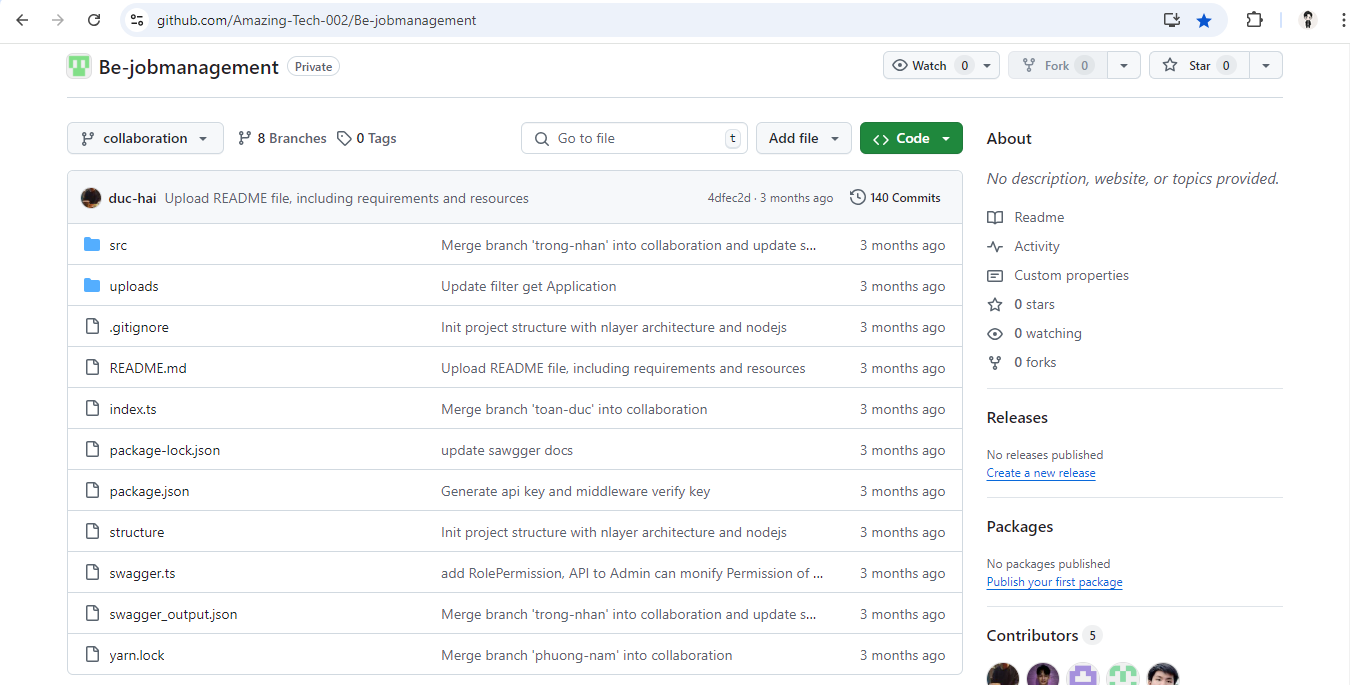 github.com/Amazing-Tech-002/Be-jobmanagement
Be-jobmanagement Private Watch 0 Fork 0 Star 0
collaboration 8 Branches 0 Tags Go to file t Add file Code
duc-hai Upload README file, including requirements and resources 4dfec2d · 3 months ago 140 Commits
src Merge branch 'trong-nhan' into collaboration and update s... 3 months ago
uploads Update filter get Application 3 months ago
.gitignore Init project structure with nlayer architecture and nodejs 3 months ago
README.md Upload README file, including requirements and resources 3 months ago
index.ts Merge branch 'toan-duc' into collaboration 3 months ago
package-lock.json update sawgger docs 3 months ago
package.json Generate api key and middleware verify key 3 months ago
structure Init project structure with nlayer architecture and nodejs 3 months ago
swagger.ts add RolePermission, API to Admin can monify Permission of ... 3 months ago
swagger_output.json Merge branch 'trong-nhan' into collaboration and update s... 3 months ago
yarn.lock Merge branch 'phuong-nam' into collaboration 3 months ago
About
No description, website, or topics provided.
Readme
Activity
Custom properties
0 stars
0 watching
0 forks
Releases
No releases published
Create a new release
Packages
No packages published
Publish your first package
Contributors 5